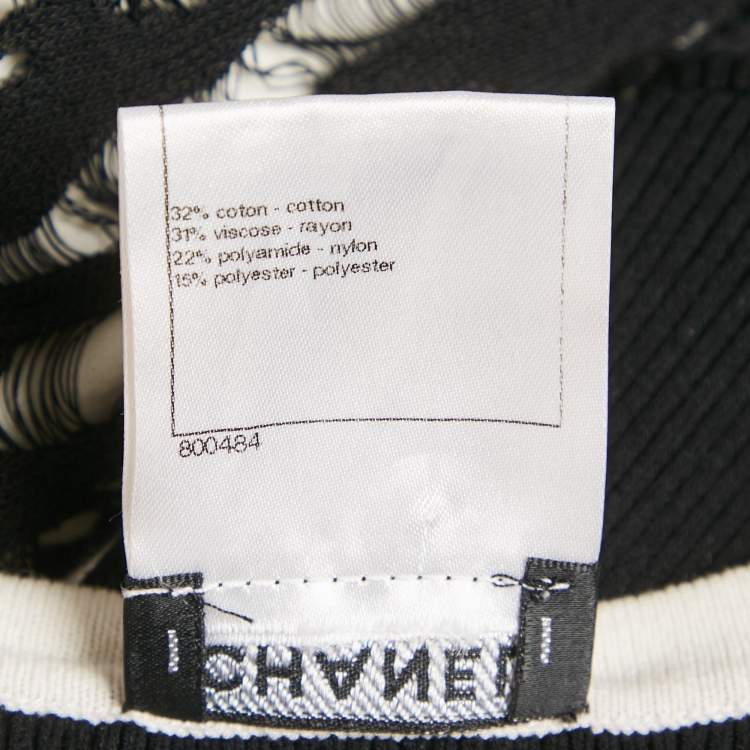 32% coton - cotton
31% viscose - rayon
22% polyamide - nylon
15% polyester - polyester
800484
CHANEL